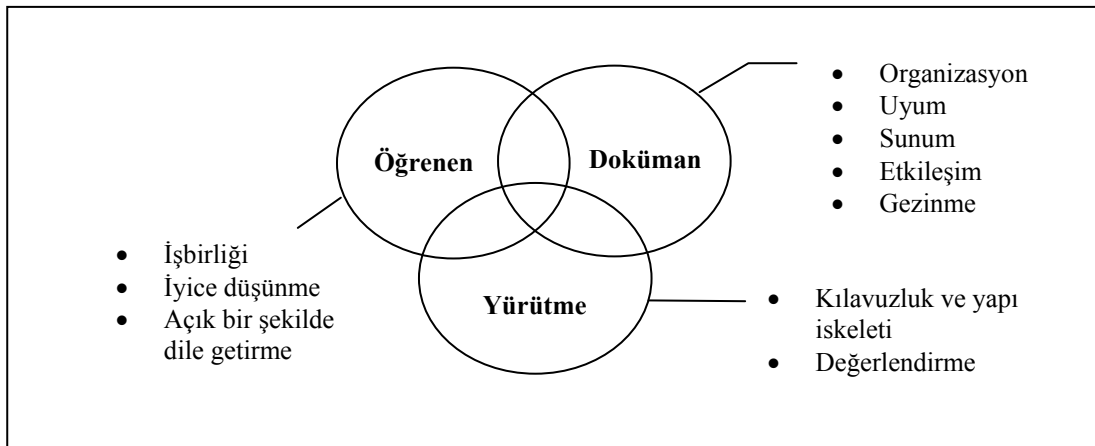 Öğrenen
Doküman
Yürütme
Organizasyon
Uyum
Sunum
Etkileşim
Gezinme
İşbirliği
İyice düşünme
Açık bir şekilde
dile getirme
Kılavuzluk ve yapı
iskeleti
Değerlendirme